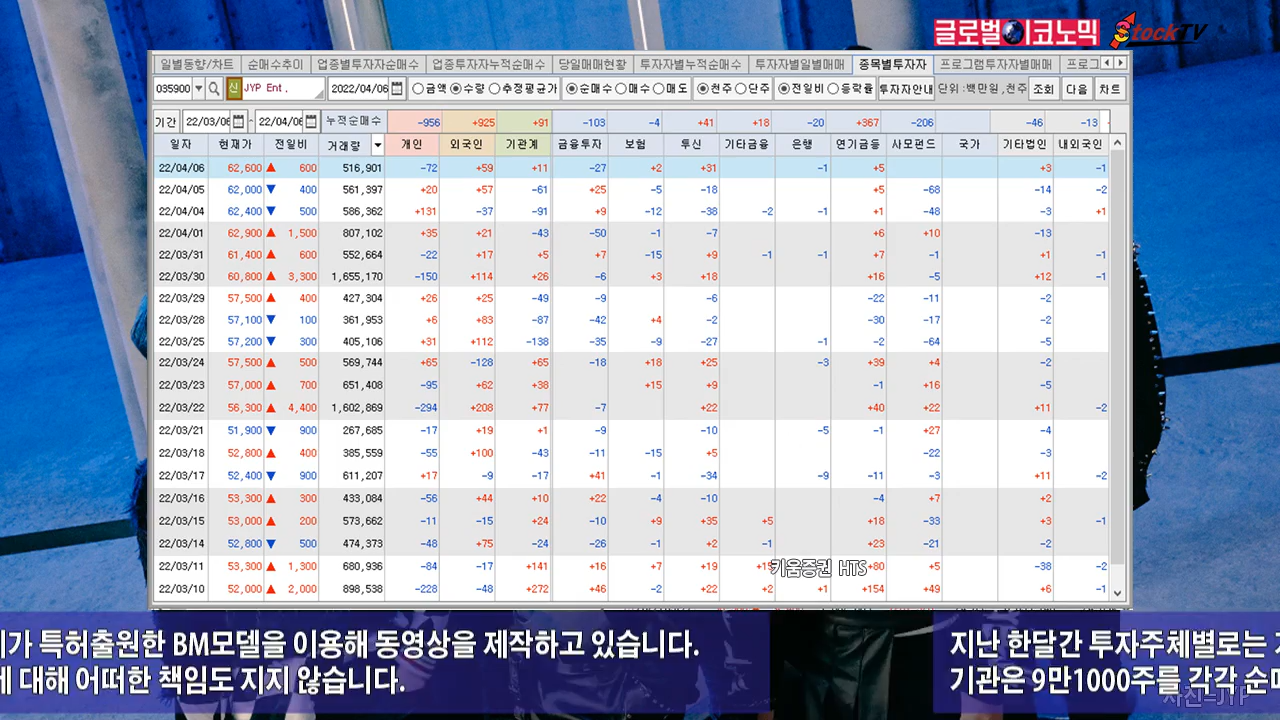 글로벌이코노믹 StockTV
일별동향/차트 순매수추이 업종별투자자순매수 업종투자자누적순매수 당일매매현황 투자자별누적순매수 투자자별일별매매 종목별투자자 프로그램투자자별매매 프로그
035900 신 JYP Ent. 2022/04/06 금액 수량 추정평균가 순매수 매수 매도 천주 단주 전일비 등락률 투자자안내 단위:백만원,천주 조회 다음 차트
기간 22/03/06 ~ 22/04/06 누적순매수 -956 +925 +91 -103 -4 +41 +18 -20 +367 -206 -46 -13
일자 현재가 전일비 거래량 개인 외국인 기관계 금융투자 보험 투신 기타금융 은행 연기금등 사모펀드 국가 기타법인 내외국인
22/04/06 62,600 ▲ 600 516,901 -72 +59 +11 -27 +2 +31 -1 +5 +3 -1
22/04/05 62,000 ▼ 400 561,397 +20 +57 -61 +25 -5 -18 +5 -68 -14 -2
22/04/04 62,400 ▼ 500 586,362 +131 -37 -91 +9 -12 -38 -2 -1 +1 -48 -3 +1
22/04/01 62,900 ▲ 1,500 807,102 +35 +21 -43 -50 -1 -7 +6 +10 -13
22/03/31 61,400 ▲ 600 552,664 -22 +17 +5 +7 -15 +9 -1 -1 +7 -1 +1 -1
22/03/30 60,800 ▲ 3,300 1,655,170 -150 +114 +26 -6 +3 +18 +16 -5 +12 -1
22/03/29 57,500 ▲ 400 427,304 +26 +25 -49 -9 -6 -22 -11 -2
22/03/28 57,100 ▼ 100 361,953 +6 +83 -87 -42 +4 -2 -30 -17 -2
22/03/25 57,200 ▼ 300 405,106 +31 +112 -138 -35 -9 -27 -1 -2 -64 -5
22/03/24 57,500 ▲ 500 569,744 +65 -128 +65 -18 +18 +25 -3 +39 +4 -2
22/03/23 57,000 ▲ 700 651,408 -95 +62 +38 +15 +9 -1 +16 -5
22/03/22 56,300 ▲ 4,400 1,602,869 -294 +208 +77 -7 +22 +40 +22 +11 -2
22/03/21 51,900 ▼ 900 267,685 -17 +19 +1 -9 -10 -5 -1 +27 -4
22/03/18 52,800 ▲ 400 385,559 -55 +100 -43 -11 -15 +5 -22 -3
22/03/17 52,400 ▼ 900 611,207 +17 -9 -17 +41 -1 -34 -9 -11 -3 +11 -2
22/03/16 53,300 ▲ 300 433,084 -56 +44 +10 +22 -4 -10 -4 +7 +2
22/03/15 53,000 ▲ 200 573,662 -11 -15 +24 -10 +9 +35 +5 +18 -33 +3 -1
22/03/14 52,800 ▼ 500 474,373 -48 +75 -24 -26 -1 +2 -1 +23 -21 -2
22/03/11 53,300 ▲ 1,300 680,936 -84 -17 +141 +16 +7 +19 키움증권 HTS +80 +5 -38 -2
22/03/10 52,000 ▲ 2,000 898,538 -228 -48 +272 +46 -2 +22 +2 +1 +154 +49 +6 -1
가 특허출원한 BM모델을 이용해 동영상을 제작하고 있습니다. 지난 한달간 투자주체별로는
에 대해 어떠한 책임도 지지 않습니다. 기관은 9만1000주를 각각 순매
사진=JYP